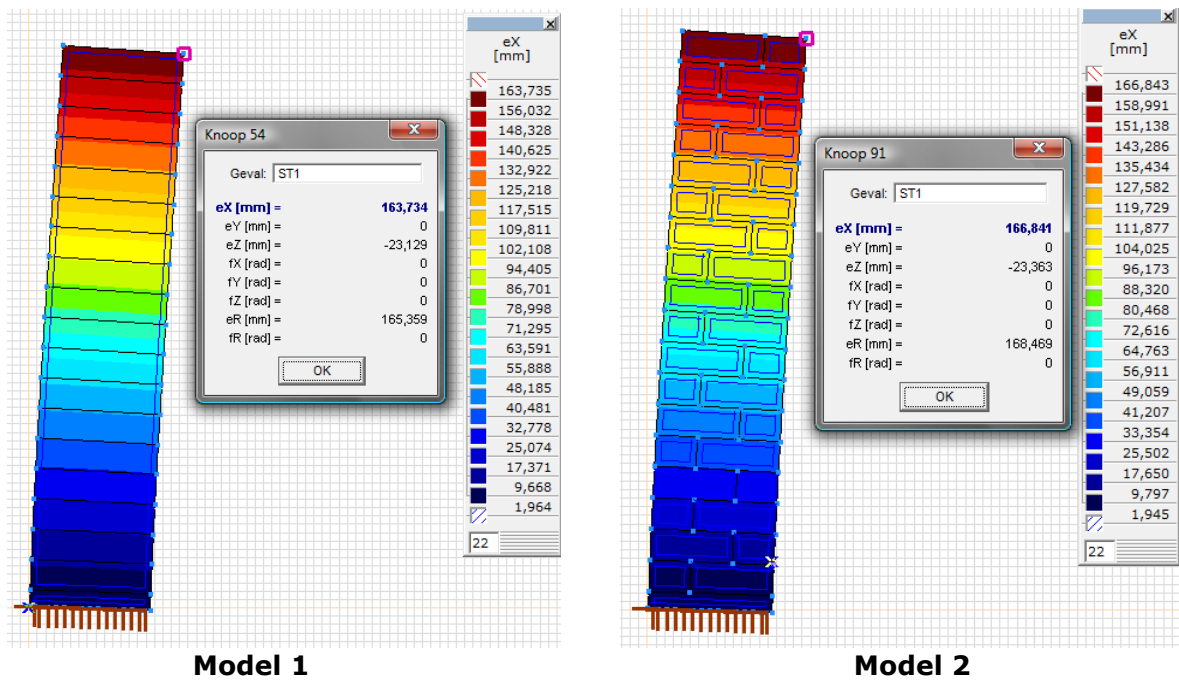 eX
[mm]
163,735
156,032
148,328
140,625
132,922
125,218
117,515
109,811
102,108
94,405
86,701
78,998
71,295
63,591
55,888
48,185
40,481
32,778
25,074
17,371
9,668
1,964
22
Knoop 54
Geval: ST1
eX [mm] = 163,734
eY [mm] = 0
eZ [mm] = -23,129
fX [rad] = 0
fY [rad] = 0
fZ [rad] = 0
eR [mm] = 165,359
fR [rad] = 0
OK
Model 1
eX
[mm]
166,843
158,991
151,138
143,286
135,434
127,582
119,729
111,877
104,025
96,173
88,320
80,468
72,616
64,763
56,911
49,059
41,207
33,354
25,502
17,650
9,797
1,945
22
Knoop 91
Geval: ST1
eX [mm] = 166,841
eY [mm] = 0
eZ [mm] = -23,363
fX [rad] = 0
fY [rad] = 0
fZ [rad] = 0
eR [mm] = 168,469
fR [rad] = 0
OK
Model 2